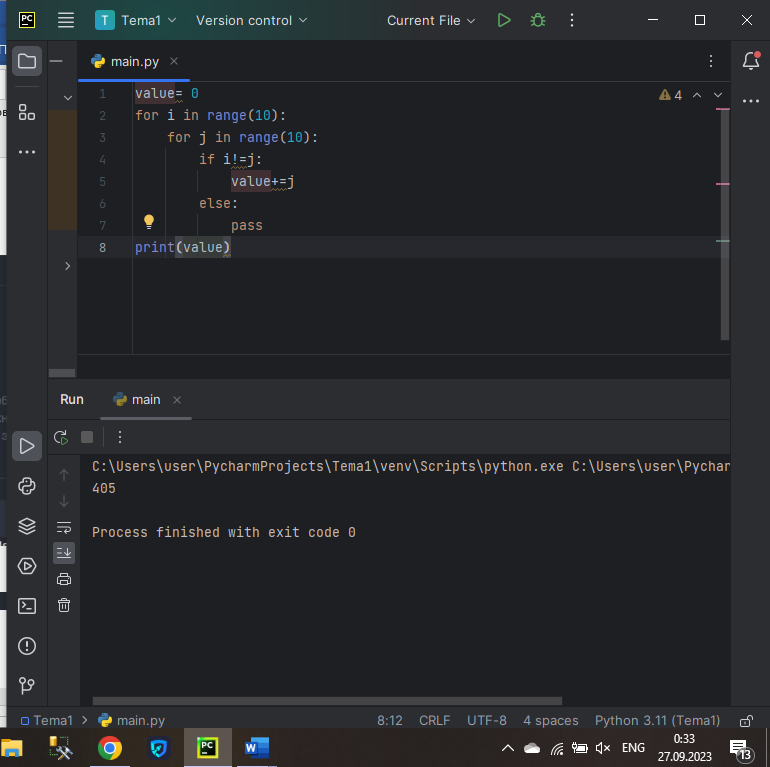 PC T Tema1 Version control Current File
main.py
1 value= 0 4
2 for i in range(10):
3 for j in range(10):
4 if i!=j:
5 value+=j
6 else:
7 pass
8 print(value)
Run main
C:\Users\user\PycharmProjects\Tema1\venv\Scripts\python.exe C:\Users\user\Pychar
405
Process finished with exit code 0
Tema1 > main.py 8:12 CRLF UTF-8 4 spaces Python 3.11 (Tema1)
PC W ENG 0:33
27.09.2023 13